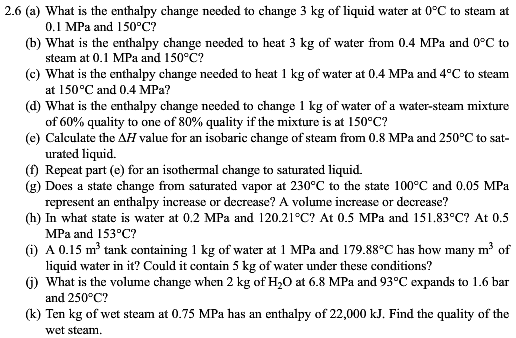 2.6 (a) What is the enthalpy change needed to change 3 kg of liquid water at 0°C to steam at
0.1 MPa and 150°C?
(b) What is the enthalpy change needed to heat 3 kg of water from 0.4 MPa and 0°C to
steam at 0.1 MPa and 150°C?
(c) What is the enthalpy change needed to heat 1 kg of water at 0.4 MPa and 4°C to steam
at 150°C and 0.4 MPa?
(d) What is the enthalpy change needed to change 1 kg of water of a water-steam mixture
of 60% quality to one of 80% quality if the mixture is at 150°C?
(e) Calculate the ΔH value for an isobaric change of steam from 0.8 MPa and 250°C to sat-
urated liquid.
(f) Repeat part (e) for an isothermal change to saturated liquid.
(g) Does a state change from saturated vapor at 230°C to the state 100°C and 0.05 MPa
represent an enthalpy increase or decrease? A volume increase or decrease?
(h) In what state is water at 0.2 MPa and 120.21°C? At 0.5 MPa and 151.83°C? At 0.5
MPa and 153°C?
(i) A 0.15 m³ tank containing 1 kg of water at 1 MPa and 179.88°C has how many m³ of
liquid water in it? Could it contain 5 kg of water under these conditions?
(j) What is the volume change when 2 kg of H₂O at 6.8 MPa and 93°C expands to 1.6 bar
and 250°C?
(k) Ten kg of wet steam at 0.75 MPa has an enthalpy of 22,000 kJ. Find the quality of the
wet steam.